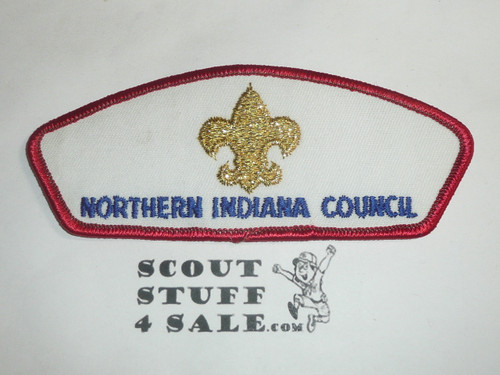 NORTHERN INDIANA COUNCIL
SCOUT
STUFF
4 SALE.COM